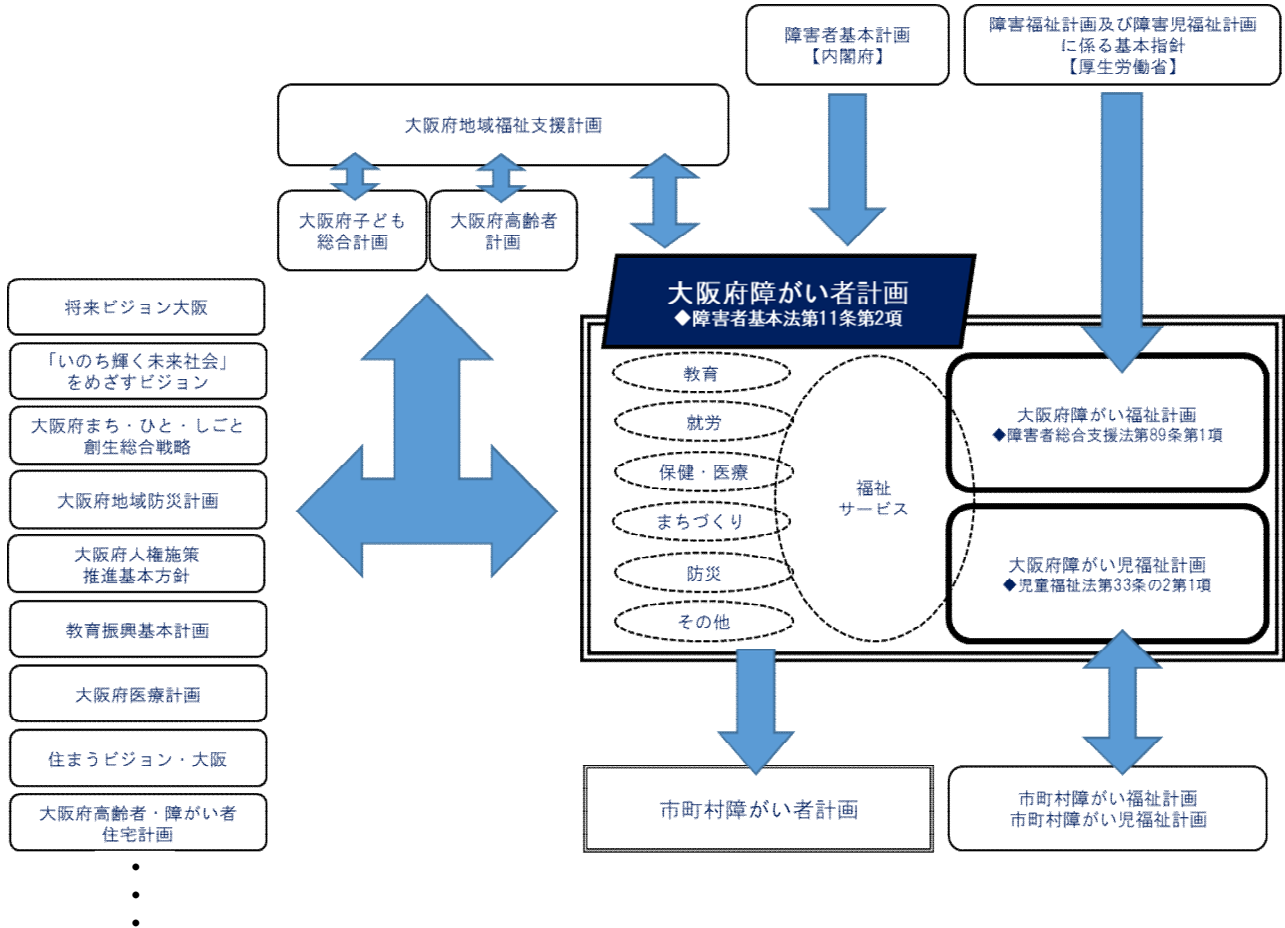 障害者基本計画
【内閣府】
障害福祉計画及び障害児福祉計画
に係る基本指針
【厚生労働省】
大阪府地域福祉支援計画
大阪府子ども
総合計画
大阪府高齢者
計画
将来ビジョン大阪
「いのち輝く未来社会」
をめざすビジョン
大阪府まち・ひと・しごと
創生総合戦略
大阪府地域防災計画
大阪府人権施策
推進基本方針
教育振興基本計画
大阪府医療計画
住まうビジョン・大阪
大阪府高齢者・障がい者
住宅計画
大阪府障がい者計画
◆障害者基本法第11条第2項
教育
就労
保健・医療
まちづくり
防災
その他
福祉
サービス
大阪府障がい福祉計画
◆障害者総合支援法第89条第1項
大阪府障がい児福祉計画
◆児童福祉法第33条の2第1項
市町村障がい者計画
市町村障がい福祉計画
市町村障がい児福祉計画